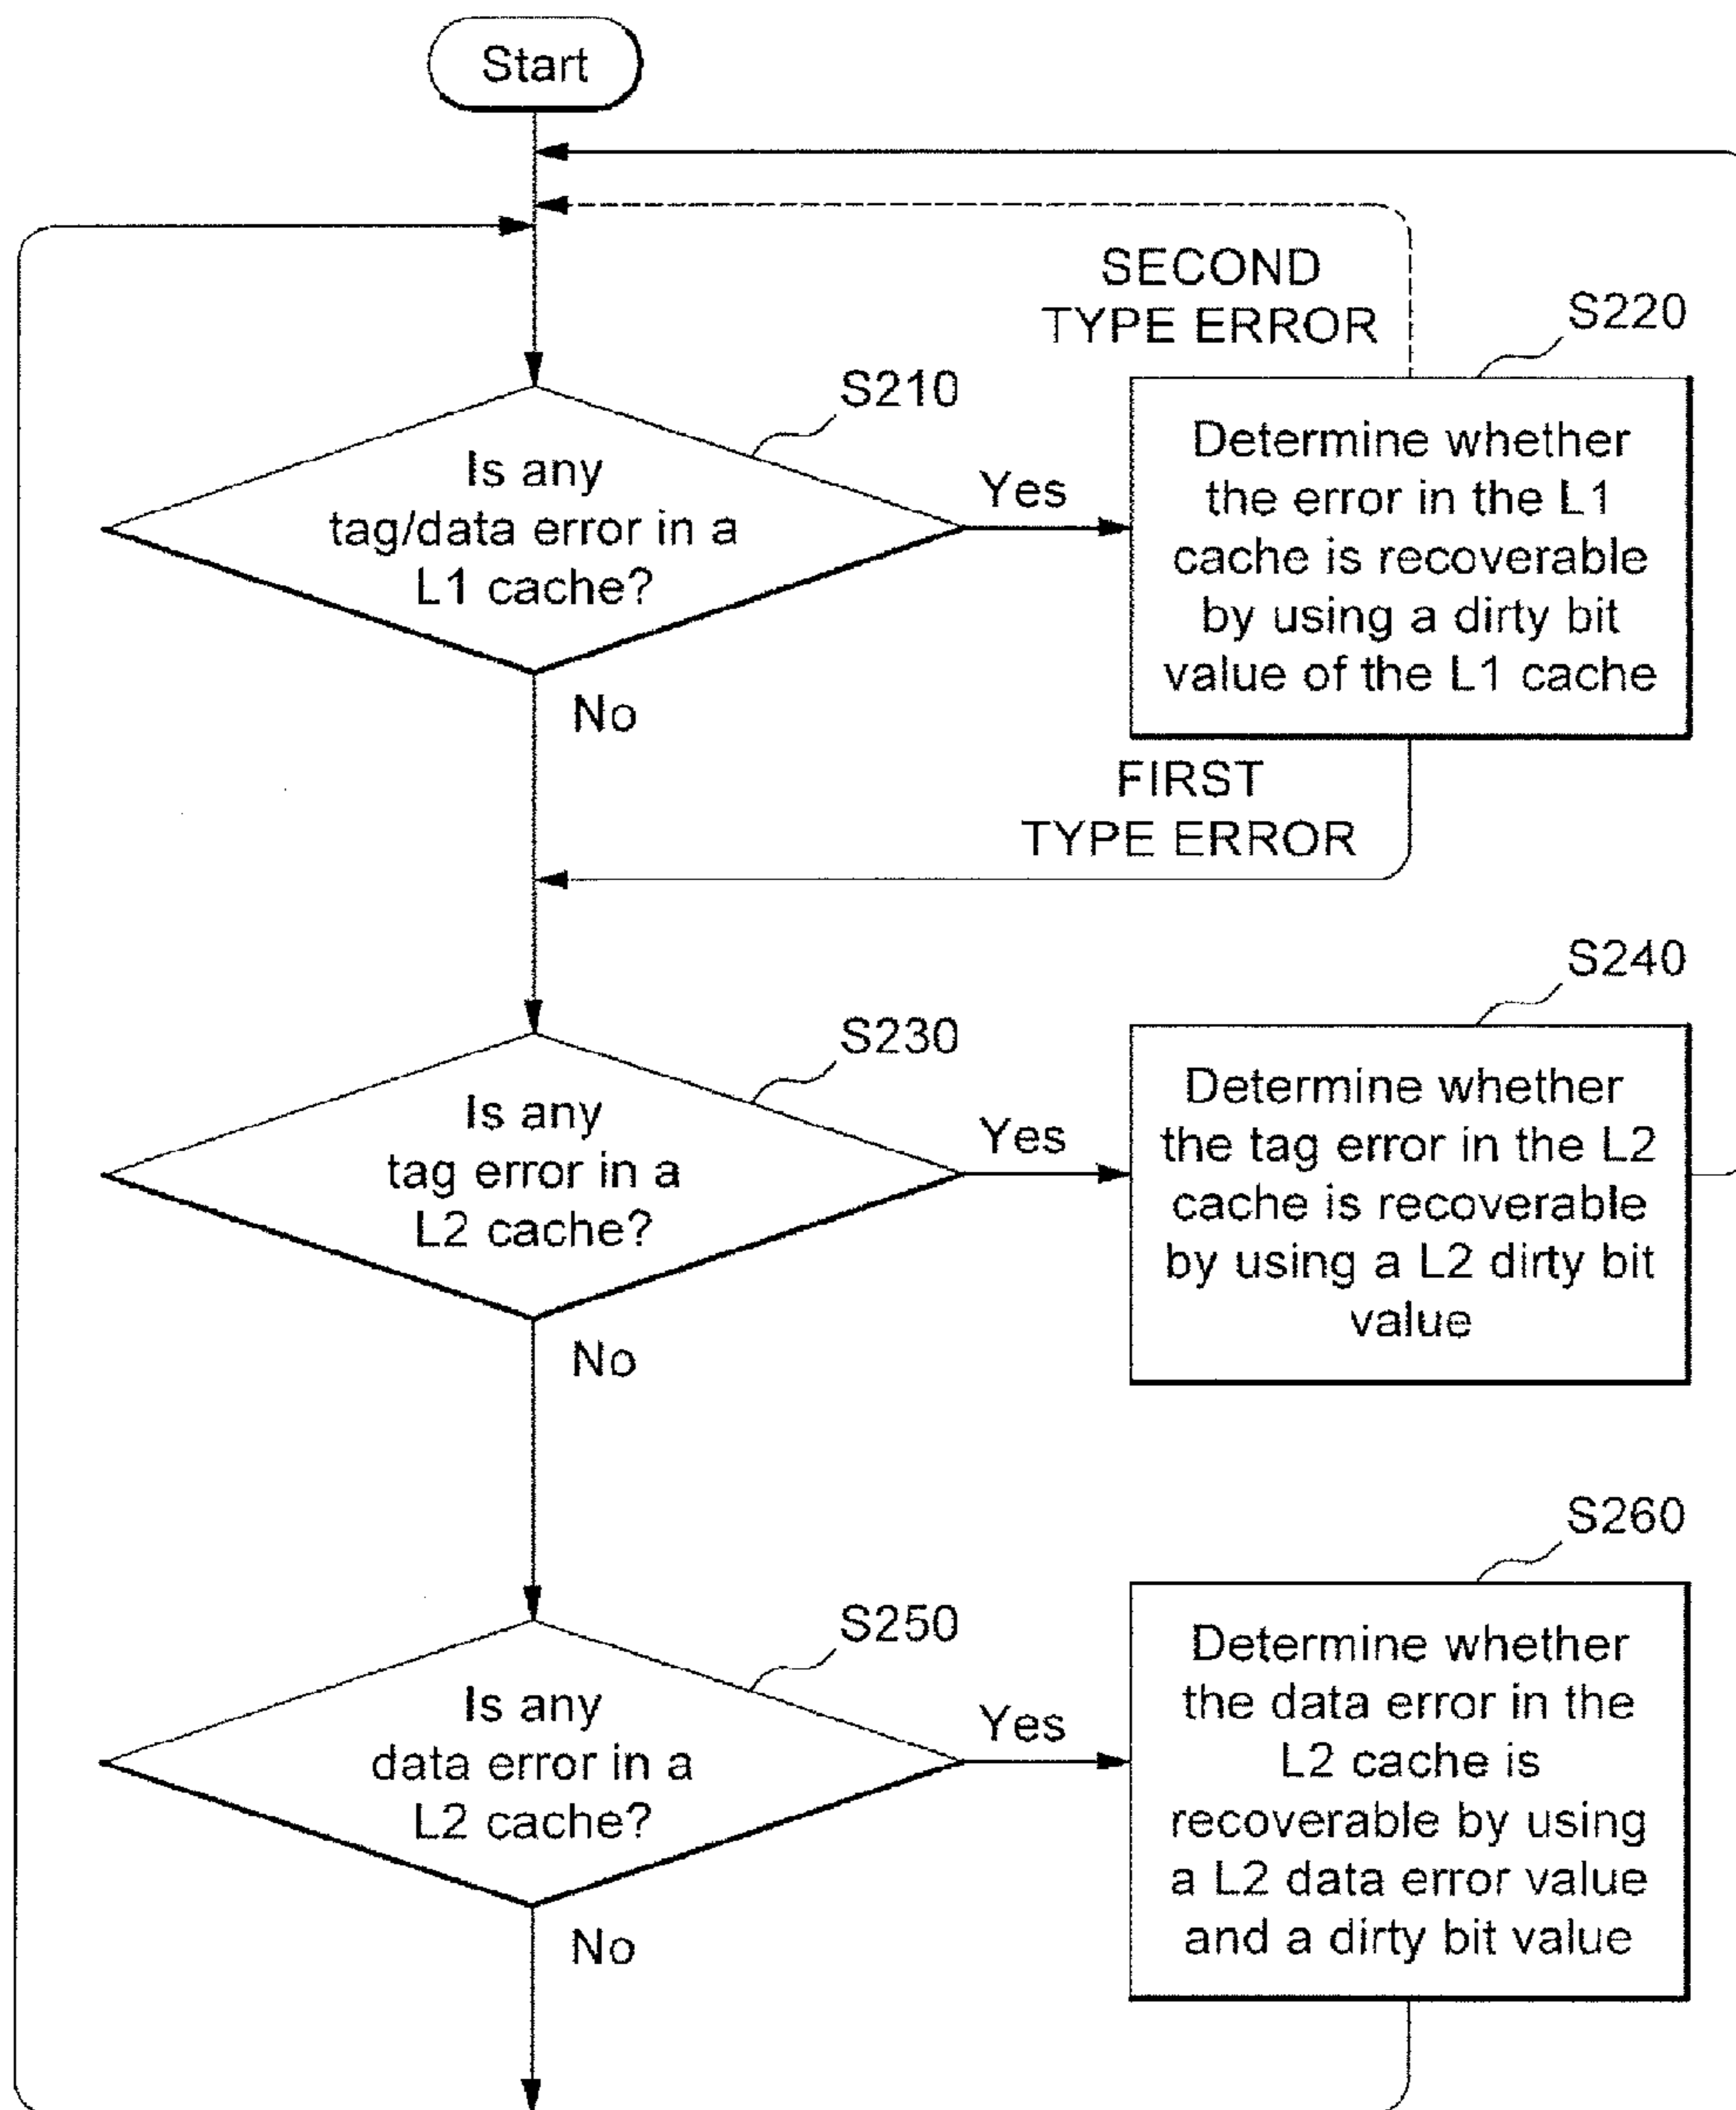 Start
SECOND
TYPE ERROR
S220
S210
Is any
tag/data error in a
L1 cache?
Yes
Determine whether
the error in the L1
cache is recoverable
by using a dirty bit
value of the L1 cache
No
FIRST
TYPE ERROR
S240
S230
Is any
tag error in a
L2 cache?
Yes
Determine whether
the tag error in the L2
cache is recoverable
by using a L2 dirty bit
value
No
S260
S250
Is any
data error in a
L2 cache?
Yes
Determine whether
the data error in the
L2 cache is
recoverable by using
a L2 data error value
and a dirty bit value
No